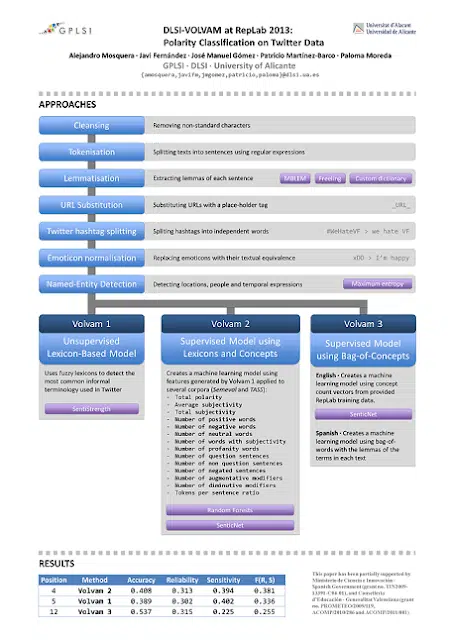 GPLSI
DLSI-VOLVAM at RepLab 2013:
Polarity Classification on Twitter Data
Universitat d'Alacant
Universidad de Alicante
Alejandro Mosquera · Javi Fernández · José Manuel Gómez · Patricio Martínez-Barco · Paloma Moreda
GPLSI · DLSI · University of Alicante
{amosquera,javifm,jmgomez,patricio,paloma}@dlsi.ua.es
APPROACHES
Cleansing Removing non-standard characters
Tokenisation Splitting texts into sentences using regular expressions
Lemmatisation Extracting lemmas of each sentence MBLEM Freeling Custom dictionary
URL Substitution Substituting URLs with a place-holder tag _URL_
Twitter hashtag splitting Spliting hashtags into independent words #WeHateVF > we hate VF
Emoticon normalisation Replacing emoticons with their textual equivalence xDD > I'm happy
Named-Entity Detection Detecting locations, people and temporal expressions Maximum entropy
Volvam 1
Unsupervised
Lexicon-Based Model
Uses fuzzy lexicons to detect the
most common informal
terminology used in Twitter
SentiStrength
Volvam 2
Supervised Model using
Lexicons and Concepts
Creates a machine learning model using
features generated by Volvam 1 applied to
several corpora (Semeval and TASS):
- Total polarity
- Average subjectivity
- Total subjectivity
- Number of positive words
- Number of negative words
- Number of neutral words
- Number of words with subjectivity
- Number of profanity words
- Number of question sentences
- Number of non question sentences
- Number of negated sentences
- Number of augmentative modifiers
- Number of diminutive modifiers
- Tokens per sentence ratio
Random Forests
SenticNet
Volvam 3
Supervised Model
using Bag-of-Concepts
English · Creates a machine
learning model using concept
count vectors from provided
RepLab training data.
SenticNet
Spanish · Creates a machine
learning model using bag-of-
words with the lemmas of the
terms in each text
RESULTS
Position Method Accuracy Reliability Sensitivity F(R, S)
4 Volvam 2 0.408 0.313 0.394 0.381
5 Volvam 1 0.389 0.302 0.402 0.336
12 Volvam 3 0.537 0.315 0.225 0.255
This paper has been partially supported by
Ministerio de Ciencia e Innovación -
Spanish Government (grant no. TIN2009-
13391-C04-01), and Conselleria
d'Educación - Generalitat Valenciana (grant
no. PROMETEO/2009/119,
ACOMP/2010/286 and ACOMP/2011/001)